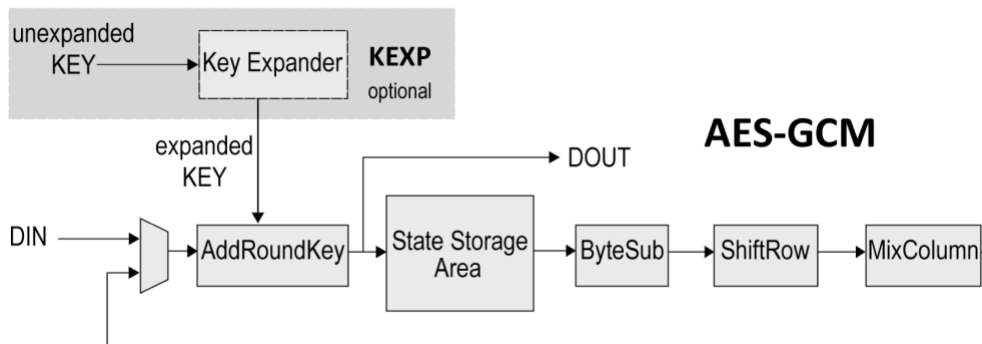 unexpanded
KEY
Key Expander
KEXP
optional
AES-GCM
expanded
KEY
DOUT
DIN
AddRoundKey
State Storage
Area
ByteSub
ShiftRow
MixColumn